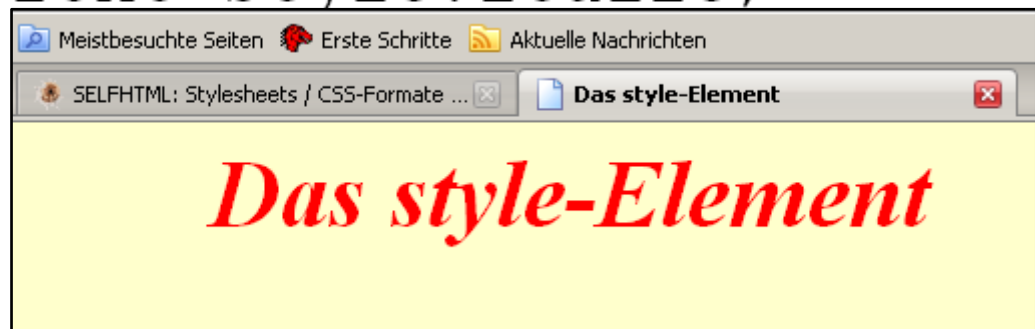 Meistbesuchte Seiten Erste Schritte Aktuelle Nachrichten
SELFHTML: Stylesheets / CSS-Formate ... Das style-Element
Das style-Element